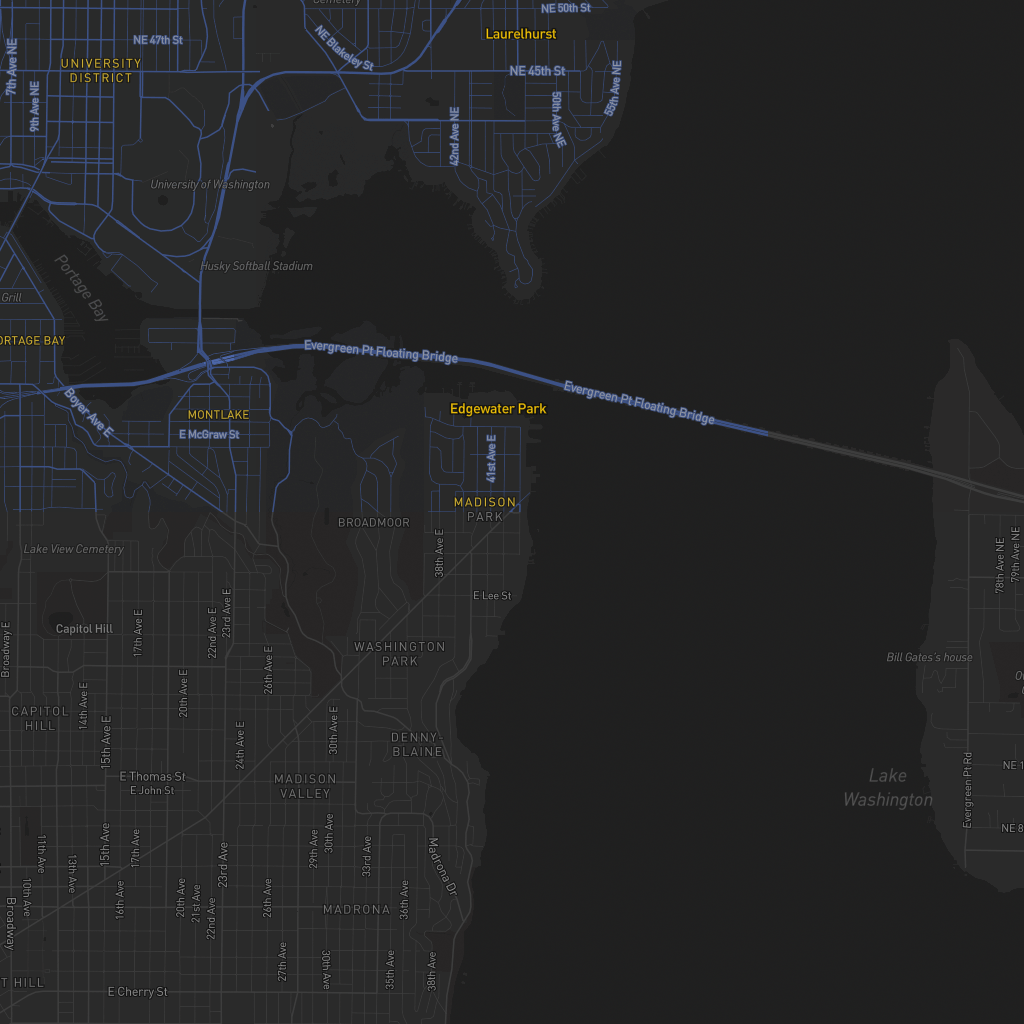 Cemetery
NE 50th St
Laurelhurst
NE 47th St
NE Blakeley St
7th Ave NE
UNIVERSITY
DISTRICT
NE 45th St
9th Ave NE
42nd Ave NE
50th Ave NE
55th Ave NE
University of Washington
Portage Bay
Husky Softball Stadium
Grill
ORTAGE BAY
Evergreen Pt Floating Bridge
Evergreen Pt Floating Bridge
Boyer Ave E
MONTLAKE
E McGraw St
Edgewater Park
41st Ave E
MADISON
PARK
BROADMOOR
38th Ave E
Lake View Cemetery
78th Ave NE
79th Ave NE
E Lee St
Broadway E
Capitol Hill
17th Ave E
22nd Ave E
23rd Ave E
WASHINGTON
PARK
Bill Gates's house
26th Ave E
20th Ave E
14th Ave E
CAPITOL
HILL
15th Ave E
24th Ave E
30th Ave E
DENNY-
BLAINE
E Thomas St
E John St
MADISON
VALLEY
Lake
Washington
Evergreen Pt Rd
NE 1
NE 8
11th Ave
13th Ave
15th Ave
17th Ave
23rd Ave
29th Ave
30th Ave
33rd Ave
Madrona Dr
10th Ave
16th Ave
20th Ave
21st Ave
22nd Ave
26th Ave
36th Ave
MADRONA
Broadway
27th Ave
30th Ave
35th Ave
38th Ave
T HILL
E Cherry St